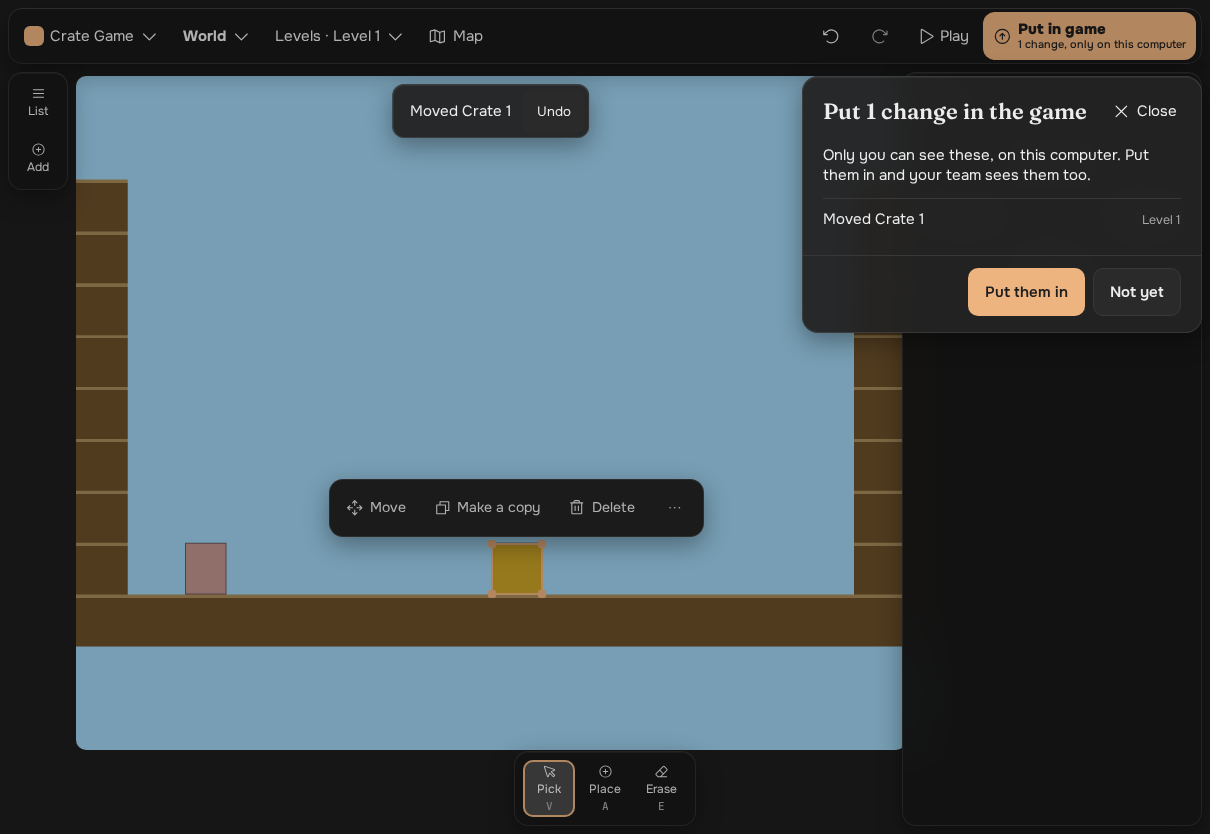 Crate Game
World
Levels · Level 1
Map
Play
Put in game
1 change, only on this computer
List
Add
Moved Crate 1
Undo
Put 1 change in the game
Close
Only you can see these, on this computer. Put
them in and your team sees them too.
Moved Crate 1
Level 1
Put them in
Not yet
Move
Make a copy
Delete
···
Pick
V
Place
A
Erase
E